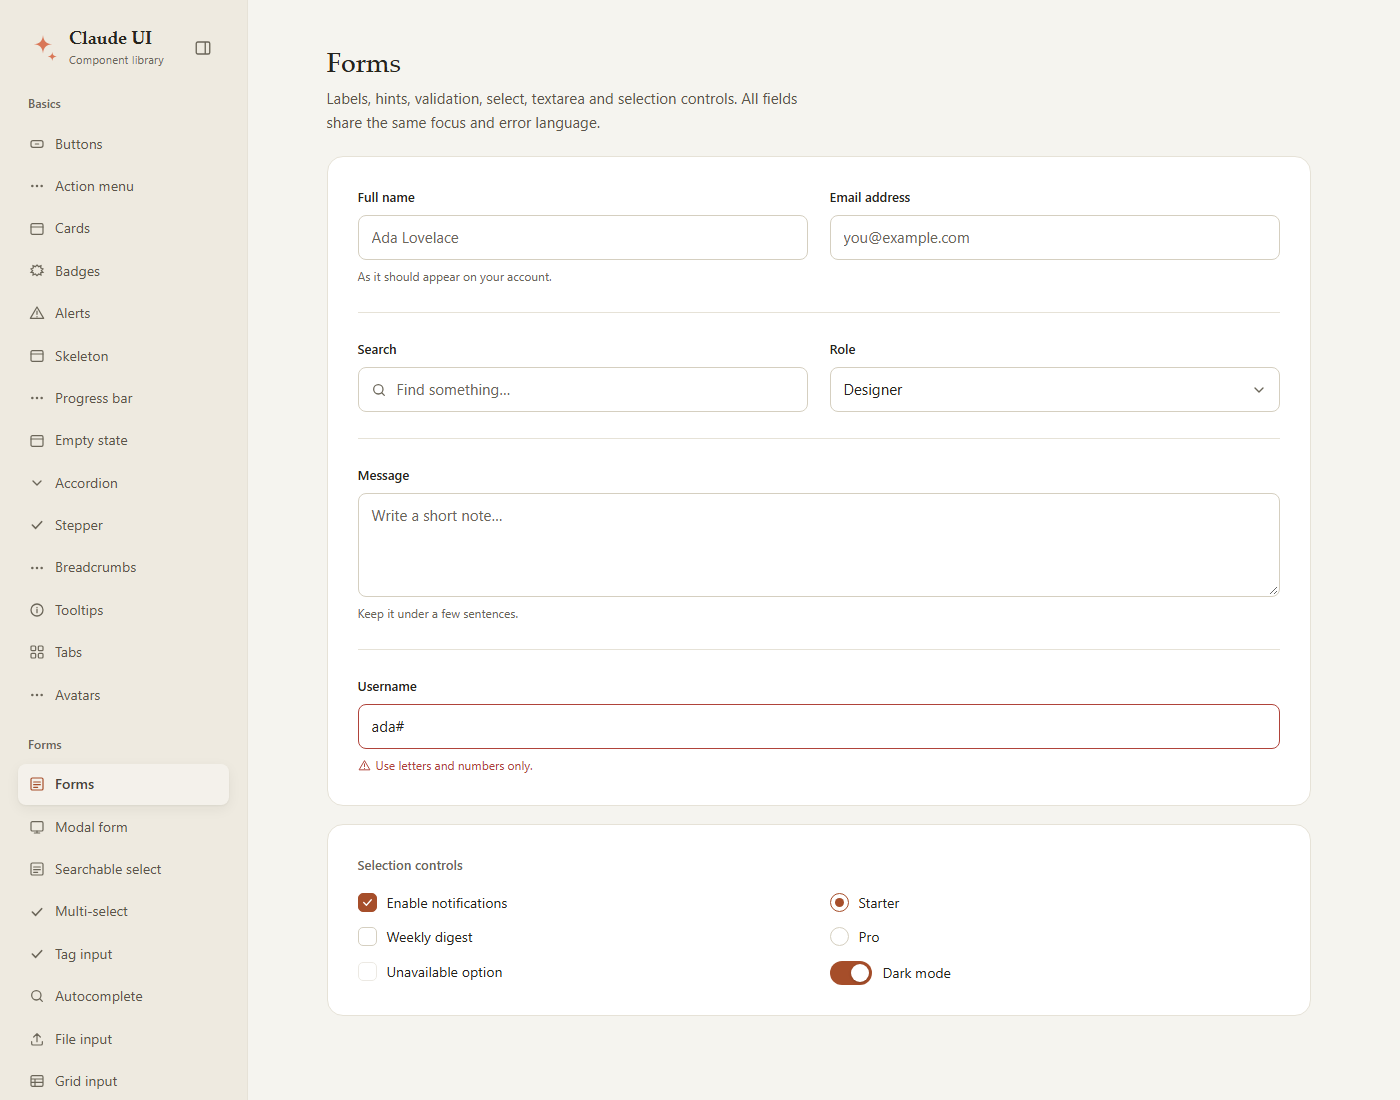 Claude UI
Component library
Basics
Buttons
Action menu
Cards
Badges
Alerts
Skeleton
Progress bar
Empty state
Accordion
Stepper
Breadcrumbs
Tooltips
Tabs
Avatars
Forms
Forms
Modal form
Searchable select
Multi-select
Tag input
Autocomplete
File input
Grid input
Forms
Labels, hints, validation, select, textarea and selection controls. All fields
share the same focus and error language.
Full name
Ada Lovelace
As it should appear on your account.
Email address
you@example.com
Search
Find something...
Role
Designer
Message
Write a short note...
Keep it under a few sentences.
Username
ada#
Use letters and numbers only.
Selection controls
Enable notifications
Weekly digest
Unavailable option
Starter
Pro
Dark mode